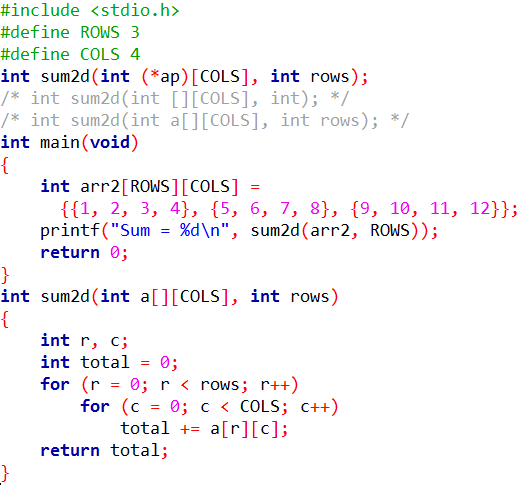 #include <stdio.h>
#define ROWS 3
#define COLS 4
int sum2d(int (*ap)[COLS], int rows);
/* int sum2d(int [][COLS], int); */
/* int sum2d(int a[][COLS], int rows); */
int main(void)
{
    int arr2[ROWS][COLS] =
      {{1, 2, 3, 4}, {5, 6, 7, 8}, {9, 10, 11, 12}};
    printf("Sum = %d\n", sum2d(arr2, ROWS));
    return 0;
}
int sum2d(int a[][COLS], int rows)
{
    int r, c;
    int total = 0;
    for (r = 0; r < rows; r++)
        for (c = 0; c < COLS; c++)
            total += a[r][c];
    return total;
}